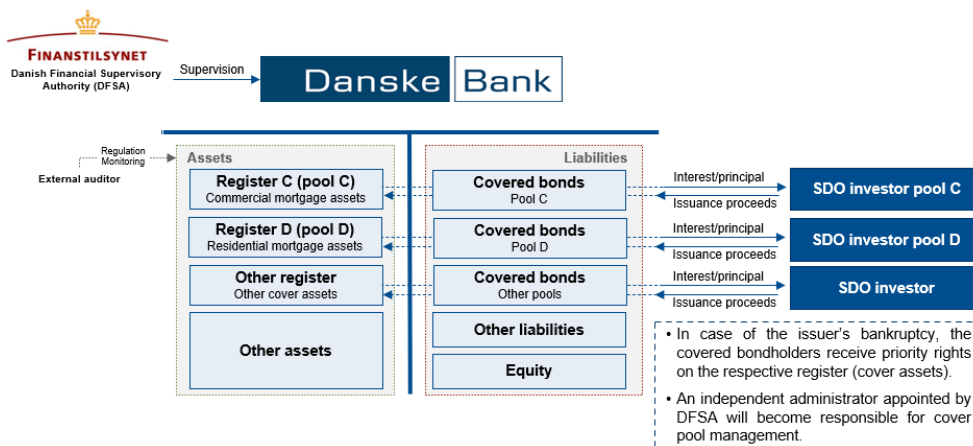 FINANSTILSYNET
Danish Financial Supervisory
Authority (DFSA)
Supervision
Danske Bank
Regulation
Monitoring
External auditor
Assets
Liabilities
Register C (pool C)
Commercial mortgage assets
Covered bonds
Pool C
Interest/principal
Issuance proceeds
SDO investor pool C
Register D (pool D)
Residential mortgage assets
Covered bonds
Pool D
Interest/principal
Issuance proceeds
SDO investor pool D
Other register
Other cover assets
Covered bonds
Other pools
Interest/principal
Issuance proceeds
SDO investor
Other assets
Other liabilities
Equity
• In case of the issuer's bankruptcy, the
covered bondholders receive priority rights
on the respective register (cover assets).
• An independent administrator appointed by
DFSA will become responsible for cover
pool management.